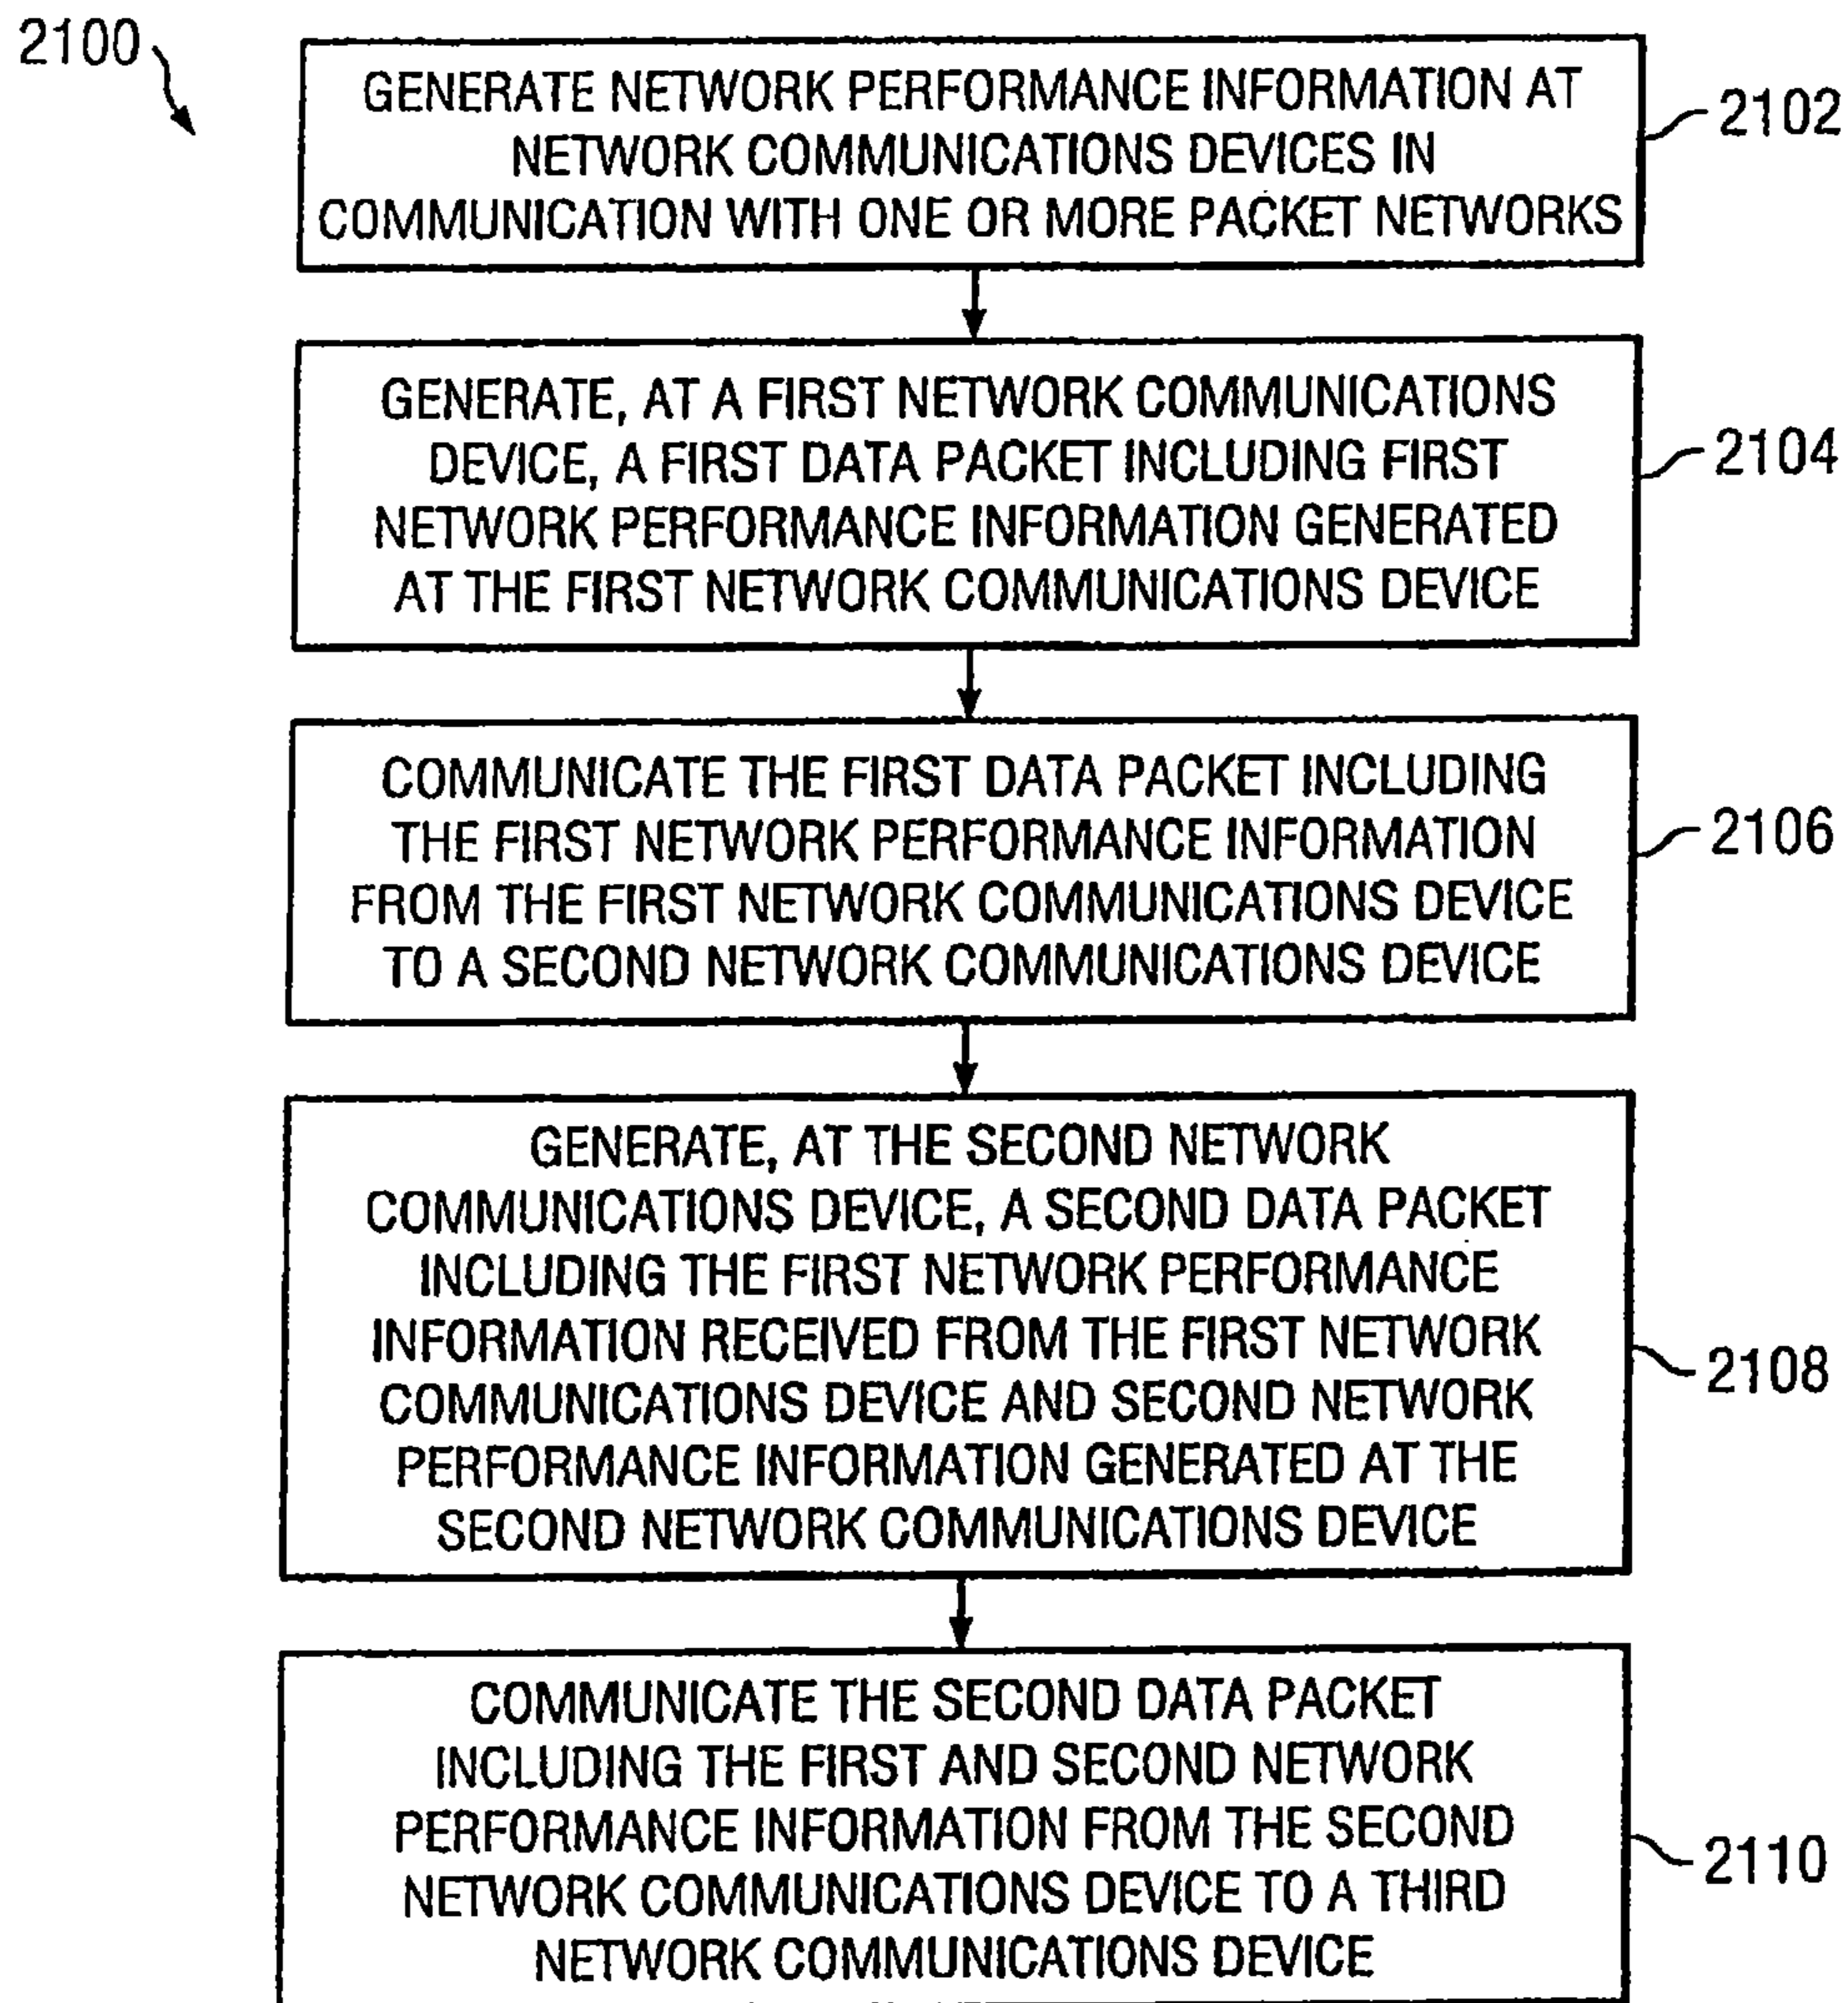 2100
GENERATE NETWORK PERFORMANCE INFORMATION AT
NETWORK COMMUNICATIONS DEVICES IN
COMMUNICATION WITH ONE OR MORE PACKET NETWORKS
2102
GENERATE, AT A FIRST NETWORK COMMUNICATIONS
DEVICE, A FIRST DATA PACKET INCLUDING FIRST
NETWORK PERFORMANCE INFORMATION GENERATED
AT THE FIRST NETWORK COMMUNICATIONS DEVICE
2104
COMMUNICATE THE FIRST DATA PACKET INCLUDING
THE FIRST NETWORK PERFORMANCE INFORMATION
FROM THE FIRST NETWORK COMMUNICATIONS DEVICE
TO A SECOND NETWORK COMMUNICATIONS DEVICE
2106
GENERATE, AT THE SECOND NETWORK
COMMUNICATIONS DEVICE, A SECOND DATA PACKET
INCLUDING THE FIRST NETWORK PERFORMANCE
INFORMATION RECEIVED FROM THE FIRST NETWORK
COMMUNICATIONS DEVICE AND SECOND NETWORK
PERFORMANCE INFORMATION GENERATED AT THE
SECOND NETWORK COMMUNICATIONS DEVICE
2108
COMMUNICATE THE SECOND DATA PACKET
INCLUDING THE FIRST AND SECOND NETWORK
PERFORMANCE INFORMATION FROM THE SECOND
NETWORK COMMUNICATIONS DEVICE TO A THIRD
NETWORK COMMUNICATIONS DEVICE
2110